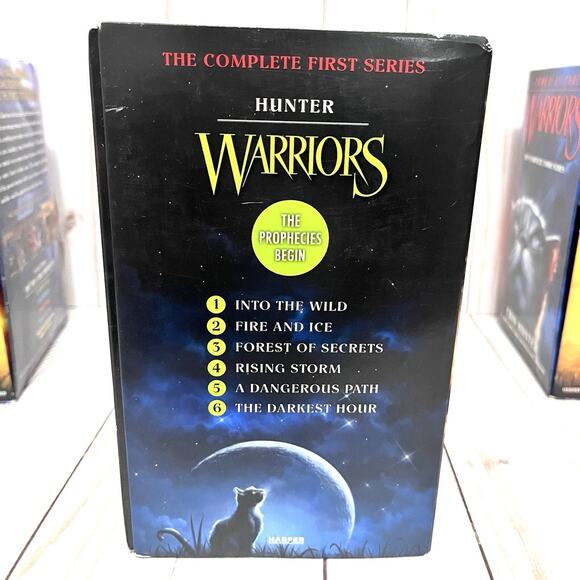 THE COMPLETE FIRST SERIES
HUNTER
WARRIORS
THE
PROPHECIES
BEGIN
1 INTO THE WILD
2 FIRE AND ICE
3 FOREST OF SECRETS
4 RISING STORM
5 A DANGEROUS PATH
6 THE DARKEST HOUR
HARPER
WARRIORS